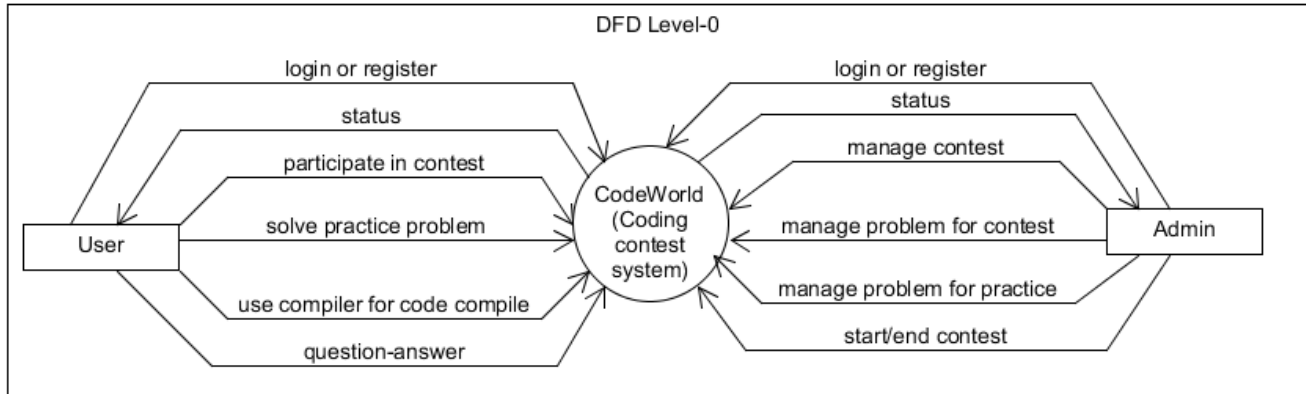 DFD Level-0
login or register
login or register
status
status
participate in contest
manage contest
CodeWorld
(Coding
contest
system)
solve practice problem
manage problem for contest
User
Admin
use compiler for code compile
manage problem for practice
question-answer
start/end contest